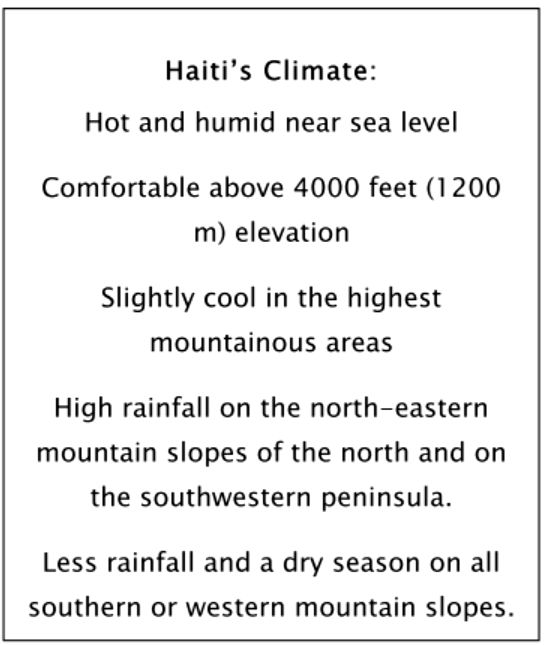 Haiti's Climate:
Hot and humid near sea level
Comfortable above 4000 feet (1200
m) elevation
Slightly cool in the highest
mountainous areas
High rainfall on the north-eastern
mountain slopes of the north and on
the southwestern peninsula.
Less rainfall and a dry season on all
southern or western mountain slopes.